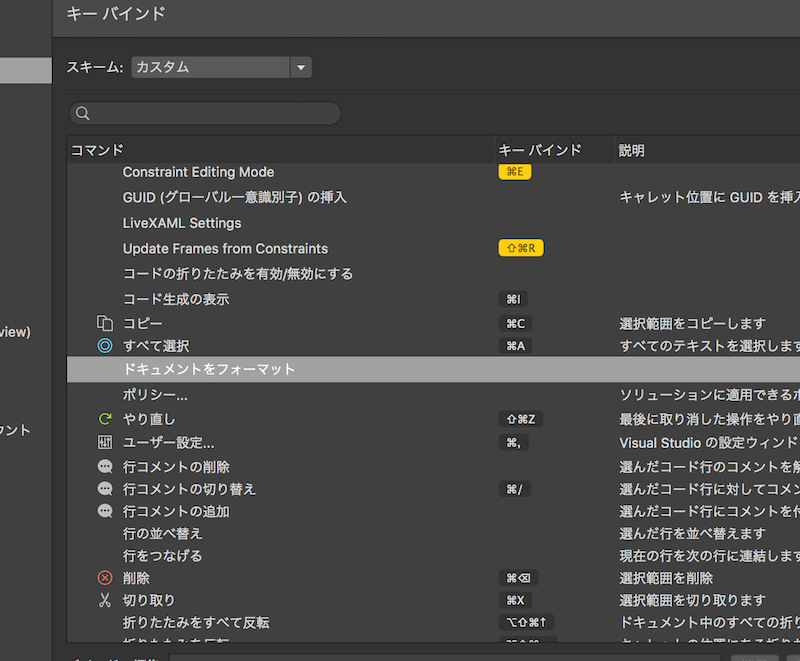 キー バインド
スキーム: カスタム
コマンド キー バインド 説明
Constraint Editing Mode ⌘E
GUID (グローバル一意識別子) の挿入 キャレット位置に GUID を挿入
LiveXAML Settings
Update Frames from Constraints ⇧⌘R
コードの折りたたみを有効/無効にする
コード生成の表示 ⌘I
view)
コピー ⌘C 選択範囲をコピーします
すべて選択 ⌘A すべてのテキストを選択しま
ドキュメントをフォーマット
ポリシー... ソリューションに適用できる
ウント
やり直し ⇧⌘Z 最後に取り消した操作をやり
ユーザー設定... ⌘, Visual Studio の設定ウィンド
行コメントの削除 選んだコード行のコメントを
行コメントの切り替え ⌘/ 選んだコード行に対してコメン
行コメントの追加 選んだコード行にコメントを
行の並べ替え 選んだ行を並べ替えます
行をつなげる 現在の行を次の行に連結しま
削除 ⌘⌫ 選択範囲を削除
切り取り ⌘X 選択範囲を切り取ります
折りたたみをすべて反転 ⌥⇧⌘↑ ドキュメント中のすべての折り